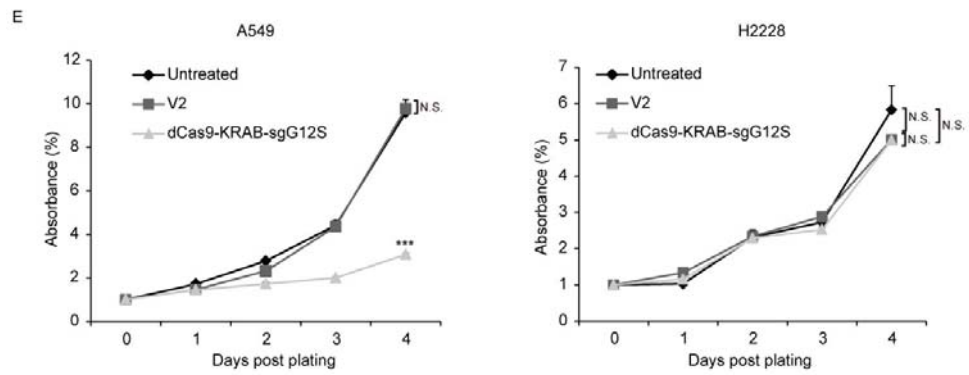 E
A549
Absorbance (%)
12
10
8
6
4
2
0
Untreated
V2
dCas9-KRAB-sgG12S
N.S.
***
0 1 2 3 4
Days post plating
H2228
Absorbance (%)
7
6
5
4
3
2
1
0
Untreated
V2
dCas9-KRAB-sgG12S
N.S.
N.S.
N.S.
0 1 2 3 4
Days post plating